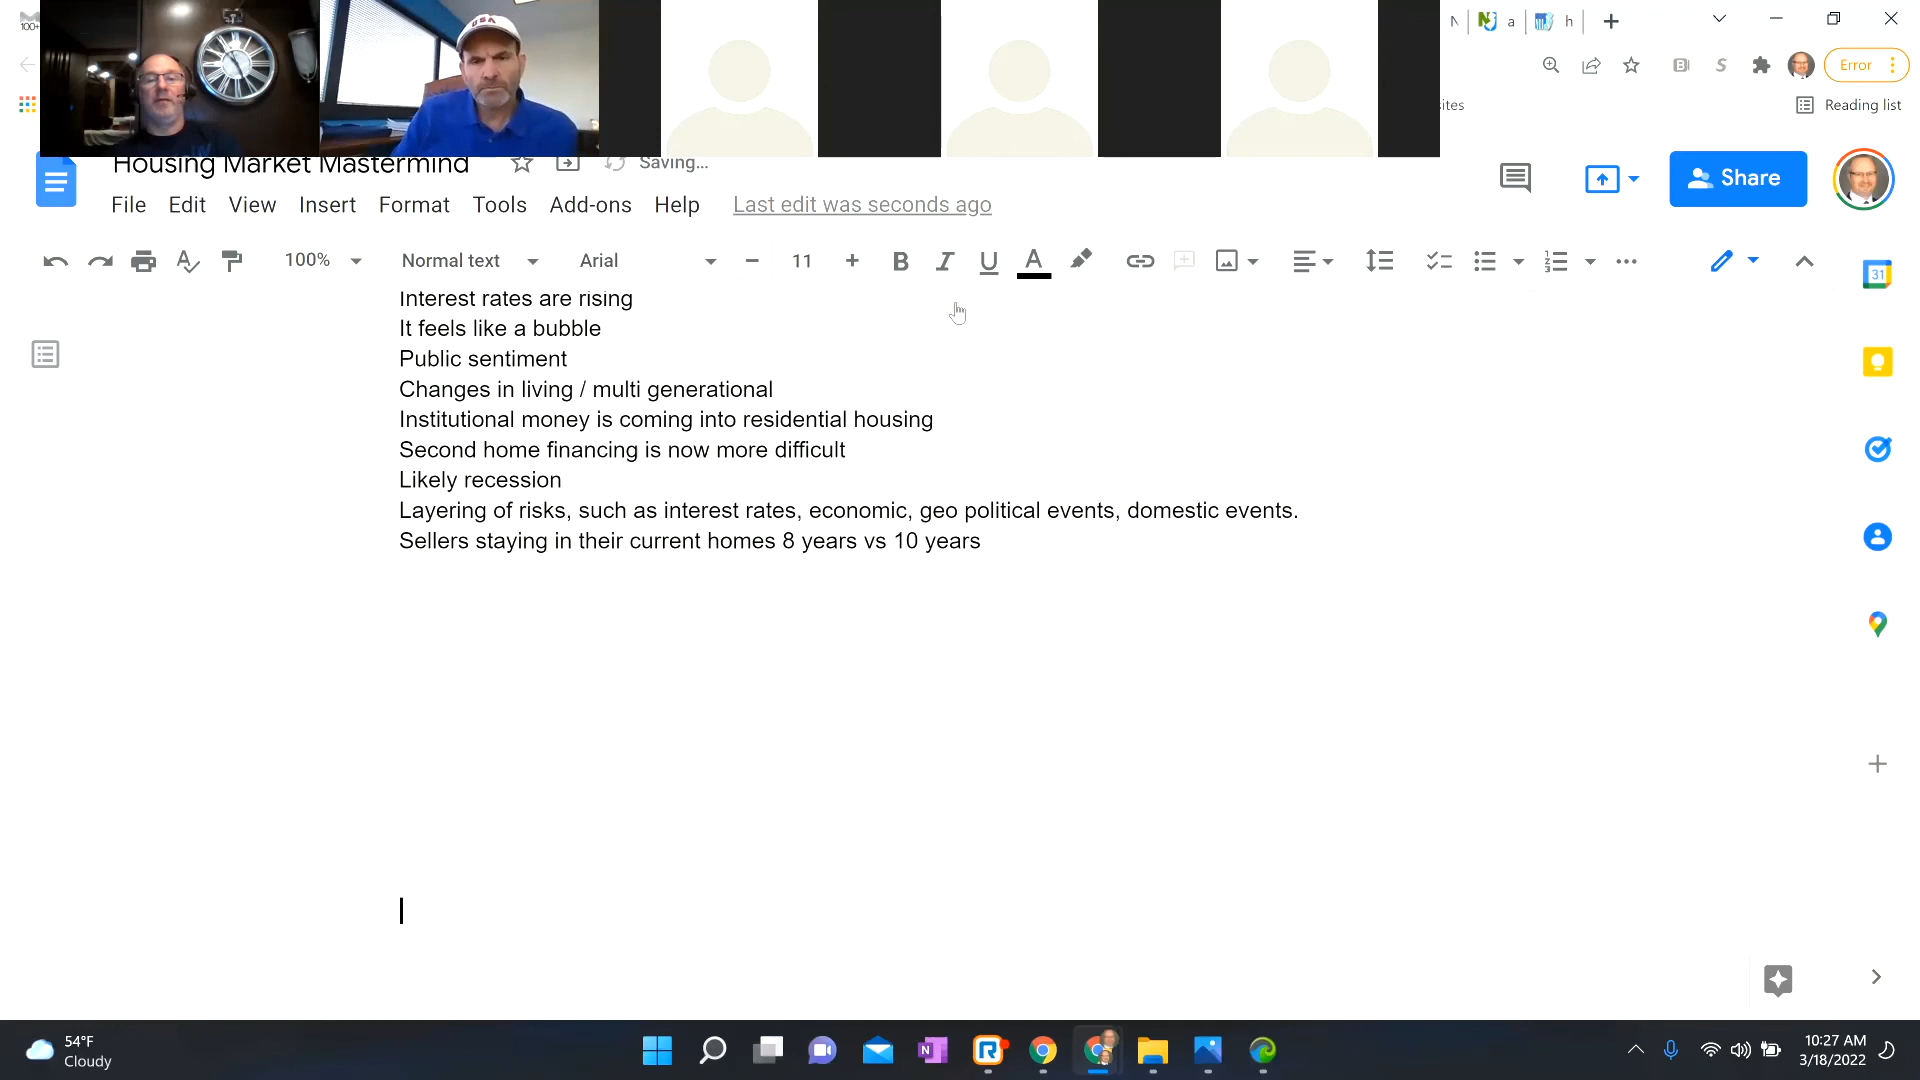 100+
USA
N
a
h
Error
sites
Reading list
Housing Market Mastermind
Saving...
Share
File Edit View Insert Format Tools Add-ons Help Last edit was seconds ago
100% Normal text Arial 11 B I U A
31
Interest rates are rising
It feels like a bubble
Public sentiment
Changes in living / multi generational
Institutional money is coming into residential housing
Second home financing is now more difficult
Likely recession
Layering of risks, such as interest rates, economic, geo political events, domestic events.
Sellers staying in their current homes 8 years vs 10 years
54°F
Cloudy
10:27 AM
3/18/2022